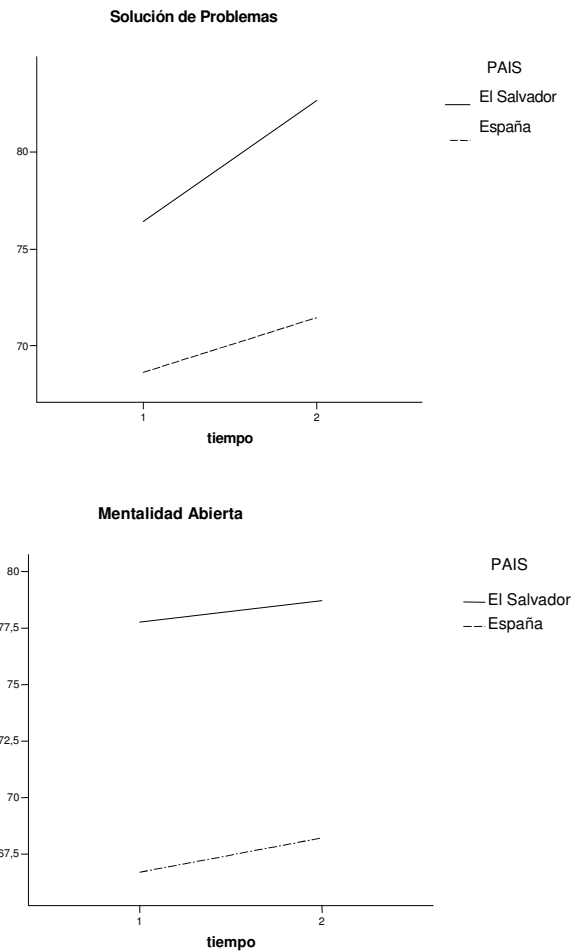 Solución de Problemas
PAIS
El Salvador
España
80
75
70
1 2
tiempo
Mentalidad Abierta
PAIS
El Salvador
España
80
77,5
75
72,5
70
67,5
1 2
tiempo